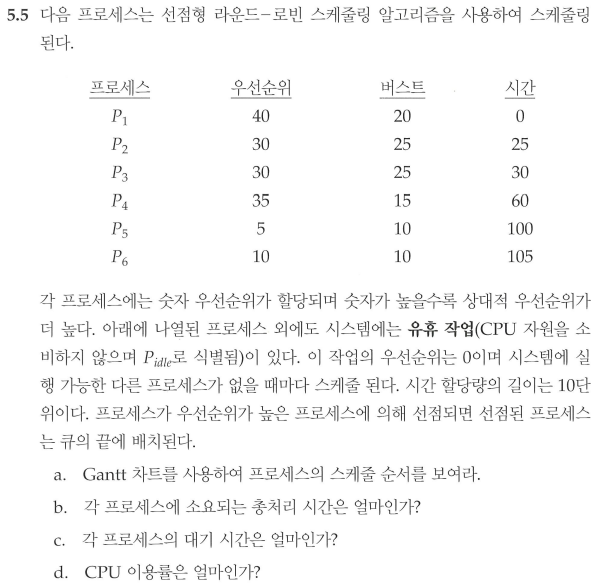 5.5 다음 프로세스는 선점형 라운드-로빈 스케줄링 알고리즘을 사용하여 스케줄링
된다.
프로세스 우선순위 버스트 시간
P1 40 20 0
P2 30 25 25
P3 30 25 30
P4 35 15 60
P5 5 10 100
P6 10 10 105
각 프로세스에는 숫자 우선순위가 할당되며 숫자가 높을수록 상대적 우선순위가
더 높다. 아래에 나열된 프로세스 외에도 시스템에는 유휴 작업(CPU 자원을 소
비하지 않으며 Pidle로 식별됨)이 있다. 이 작업의 우선순위는 0이며 시스템에 실
행 가능한 다른 프로세스가 없을 때마다 스케줄 된다. 시간 할당량의 길이는 10단
위이다. 프로세스가 우선순위가 높은 프로세스에 의해 선점되면 선점된 프로세스
는 큐의 끝에 배치된다.
a. Gantt 차트를 사용하여 프로세스의 스케줄 순서를 보여라.
b. 각 프로세스에 소요되는 총처리 시간은 얼마인가?
c. 각 프로세스의 대기 시간은 얼마인가?
d. CPU 이용률은 얼마인가?